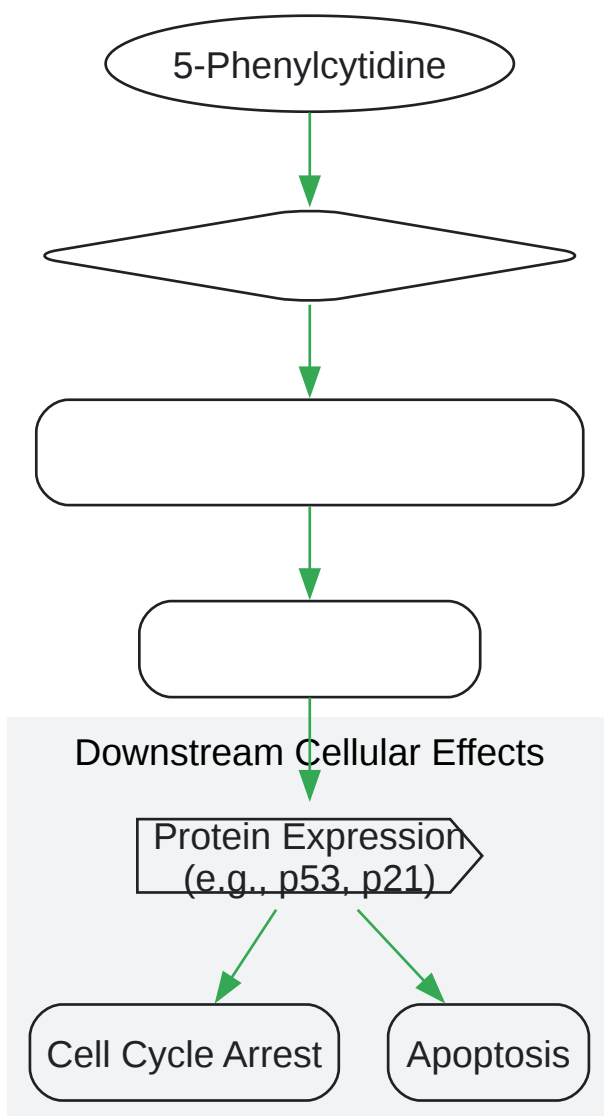 5-Phenylcytidine
Downstream Cellular Effects
Protein Expression
(e.g., p53, p21)
Cell Cycle Arrest
Apoptosis